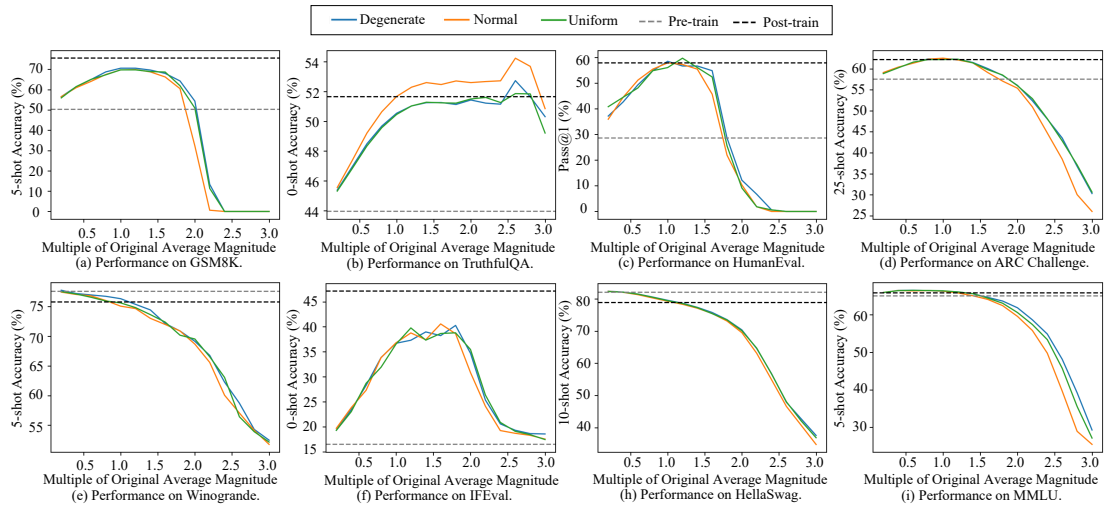 Degenerate Normal Uniform Pre-train Post-train
5-shot Accuracy (%)
70
60
50
40
30
20
10
0
0.5 1.0 1.5 2.0 2.5 3.0
Multiple of Original Average Magnitude
(a) Performance on GSM8K.
0-shot Accuracy (%)
54
52
50
48
46
44
0.5 1.0 1.5 2.0 2.5 3.0
Multiple of Original Average Magnitude
(b) Performance on TruthfulQA.
Pass@1 (%)
60
50
40
30
20
10
0
0.5 1.0 1.5 2.0 2.5 3.0
Multiple of Original Average Magnitude
(c) Performance on HumanEval.
25-shot Accuracy (%)
60
55
50
45
40
35
30
25
0.5 1.0 1.5 2.0 2.5 3.0
Multiple of Original Average Magnitude
(d) Performance on ARC Challenge.
5-shot Accuracy (%)
75
70
65
60
55
0.5 1.0 1.5 2.0 2.5 3.0
Multiple of Original Average Magnitude
(e) Performance on Winogrande.
0-shot Accuracy (%)
45
40
35
30
25
20
15
0.5 1.0 1.5 2.0 2.5 3.0
Multiple of Original Average Magnitude
(f) Performance on IFEval.
10-shot Accuracy (%)
80
70
60
50
40
0.5 1.0 1.5 2.0 2.5 3.0
Multiple of Original Average Magnitude
(h) Performance on HellaSwag.
5-shot Accuracy (%)
60
50
40
30
0.5 1.0 1.5 2.0 2.5 3.0
Multiple of Original Average Magnitude
(i) Performance on MMLU.